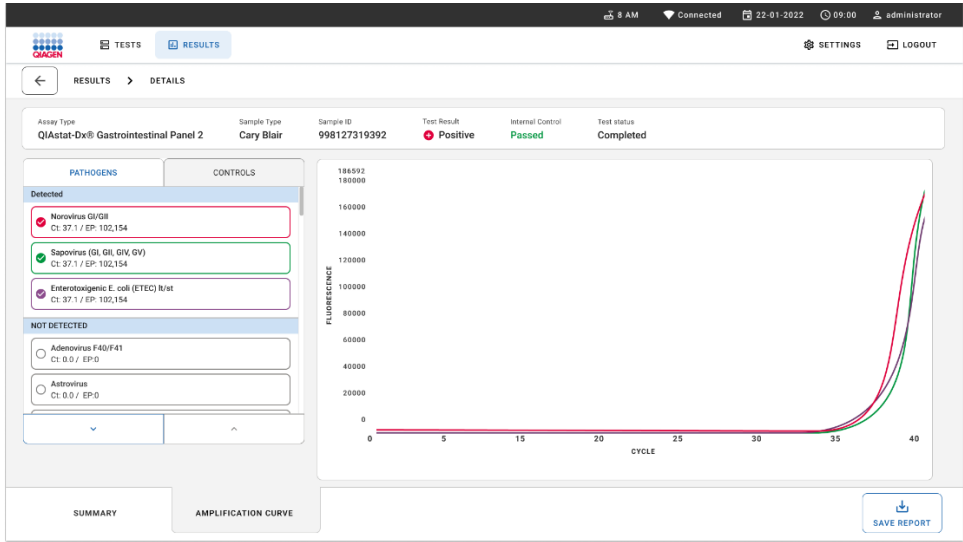 8 AM Connected 22-01-2022 09:00 administrator
QIAGEN TESTS RESULTS SETTINGS LOGOUT
RESULTS DETAILS
Assay Type Sample Type Sample ID Test Result Internal Control Test status
QIAstat-Dx® Gastrointestinal Panel 2 Cary Blair 998127319392 Positive Passed Completed
PATHOGENS CONTROLS
Detected
Norovirus GI/GII
Ct: 37.1 / EP: 102,154
Sapovirus (GI, GII, GIV, GV)
Ct: 37.1 / EP: 102,154
Enterotoxigenic E. coli (ETEC) lt/st
Ct: 37.1 / EP: 102,154
NOT DETECTED
Adenovirus F40/F41
Ct: 0.0 / EP:0
Astrovirus
Ct: 0.0 / EP:0
186592
180000
160000
140000
120000
100000
80000
60000
40000
20000
0
FLUORESCENCE
0 5 15 20 25 30 35 40
CYCLE
SUMMARY AMPLIFICATION CURVE SAVE REPORT